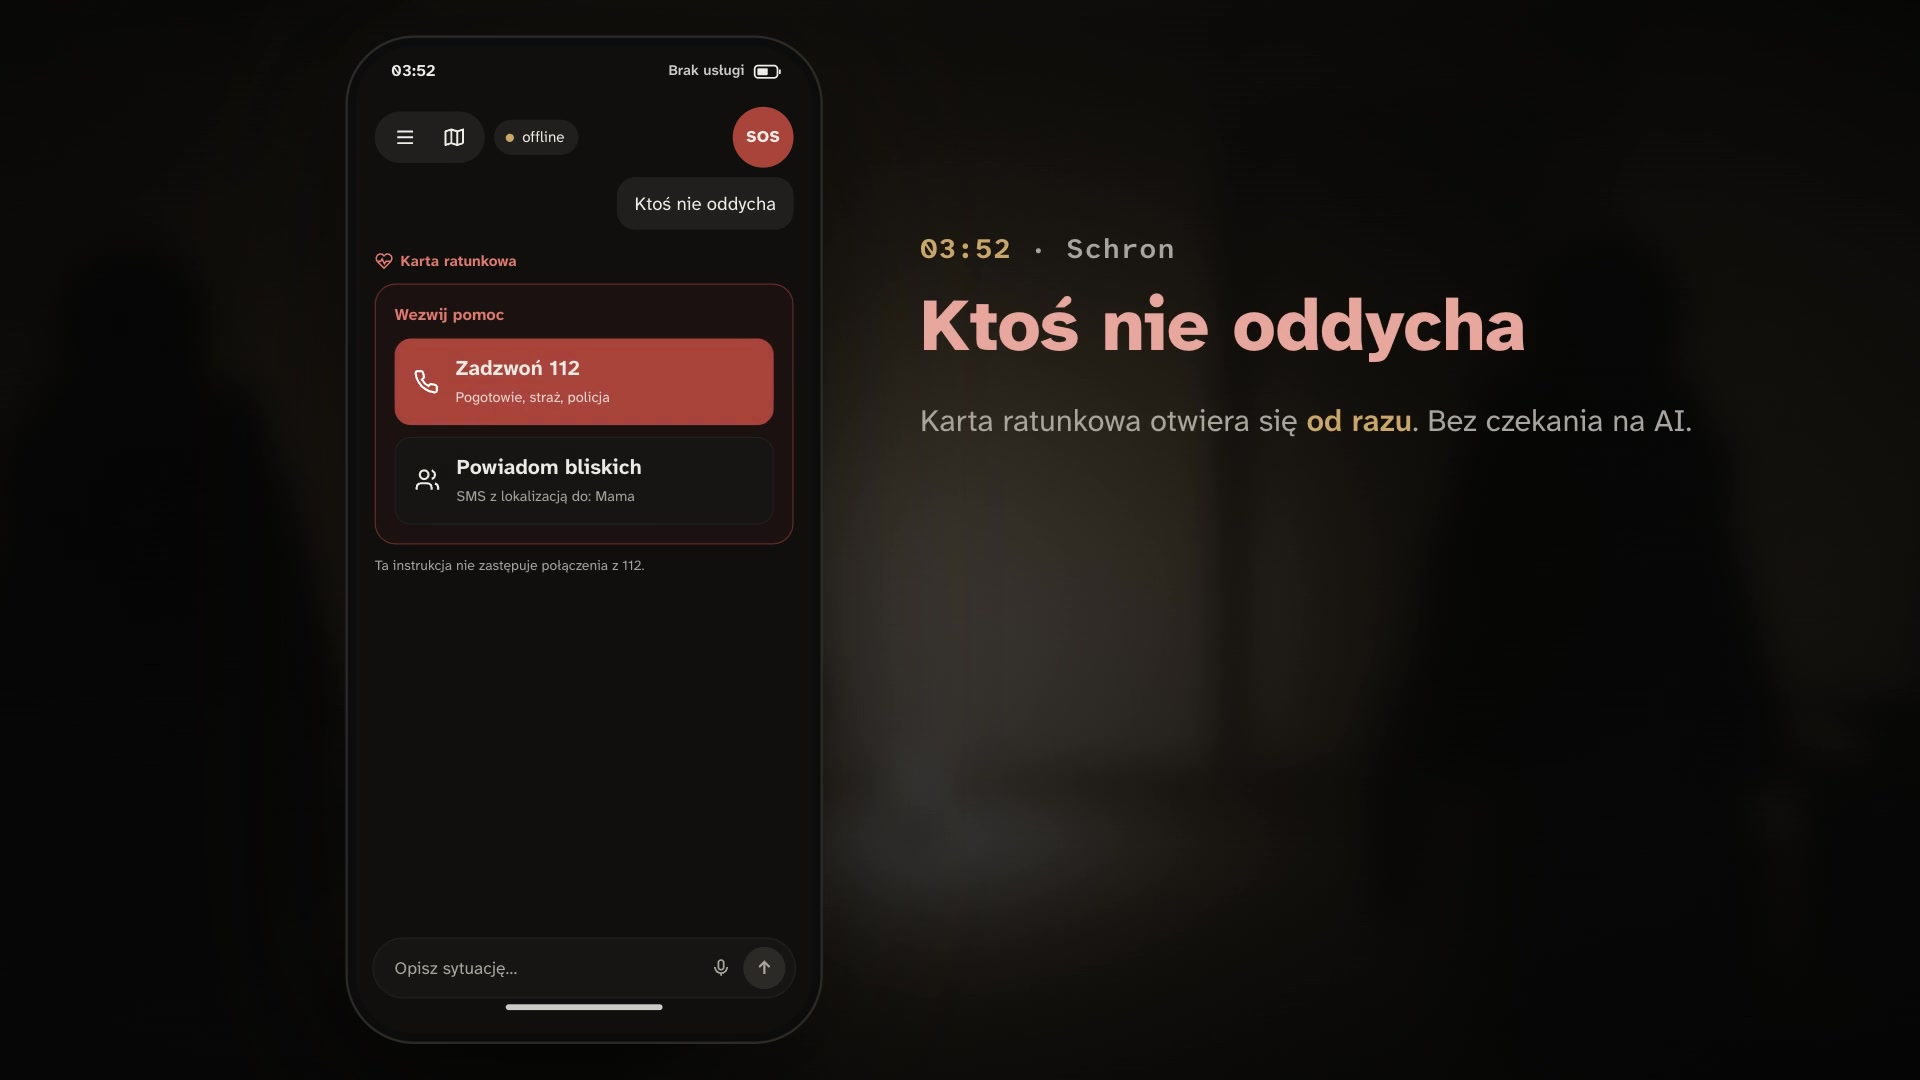 03:52
Brak usługi
offline
SOS
Ktoś nie oddycha
Karta ratunkowa
Wezwij pomoc
Zadzwoń 112
Pogotowie, straż, policja
Powiadom bliskich
SMS z lokalizacją do: Mama
Ta instrukcja nie zastępuje połączenia z 112.
Opisz sytuację...
03:52 · Schron
Ktoś nie oddycha
Karta ratunkowa otwiera się od razu. Bez czekania na AI.